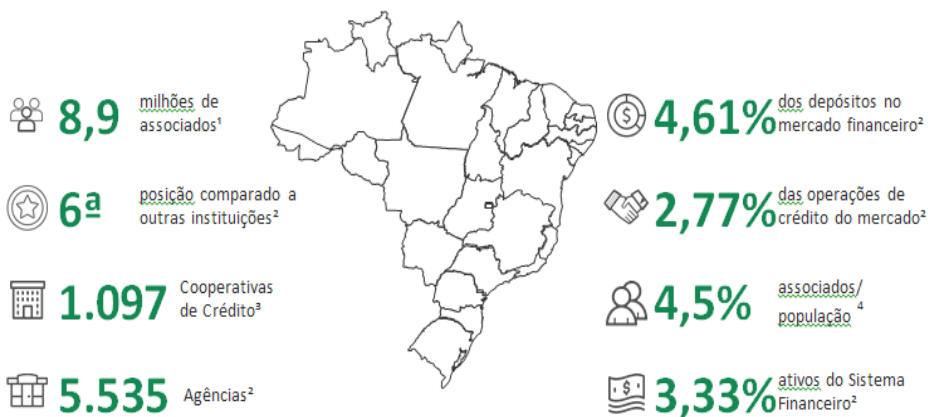 8,9 milhões de
associados¹
6ª posição comparado a
outras instituições²
1.097 Cooperativas
de Crédito³
5.535 Agências²
4,61% dos depósitos no
mercado financeiro²
2,77% das operações de
crédito do mercado²
4,5% associados/
população ⁴
3,33% ativos do Sistema
Financeiro²